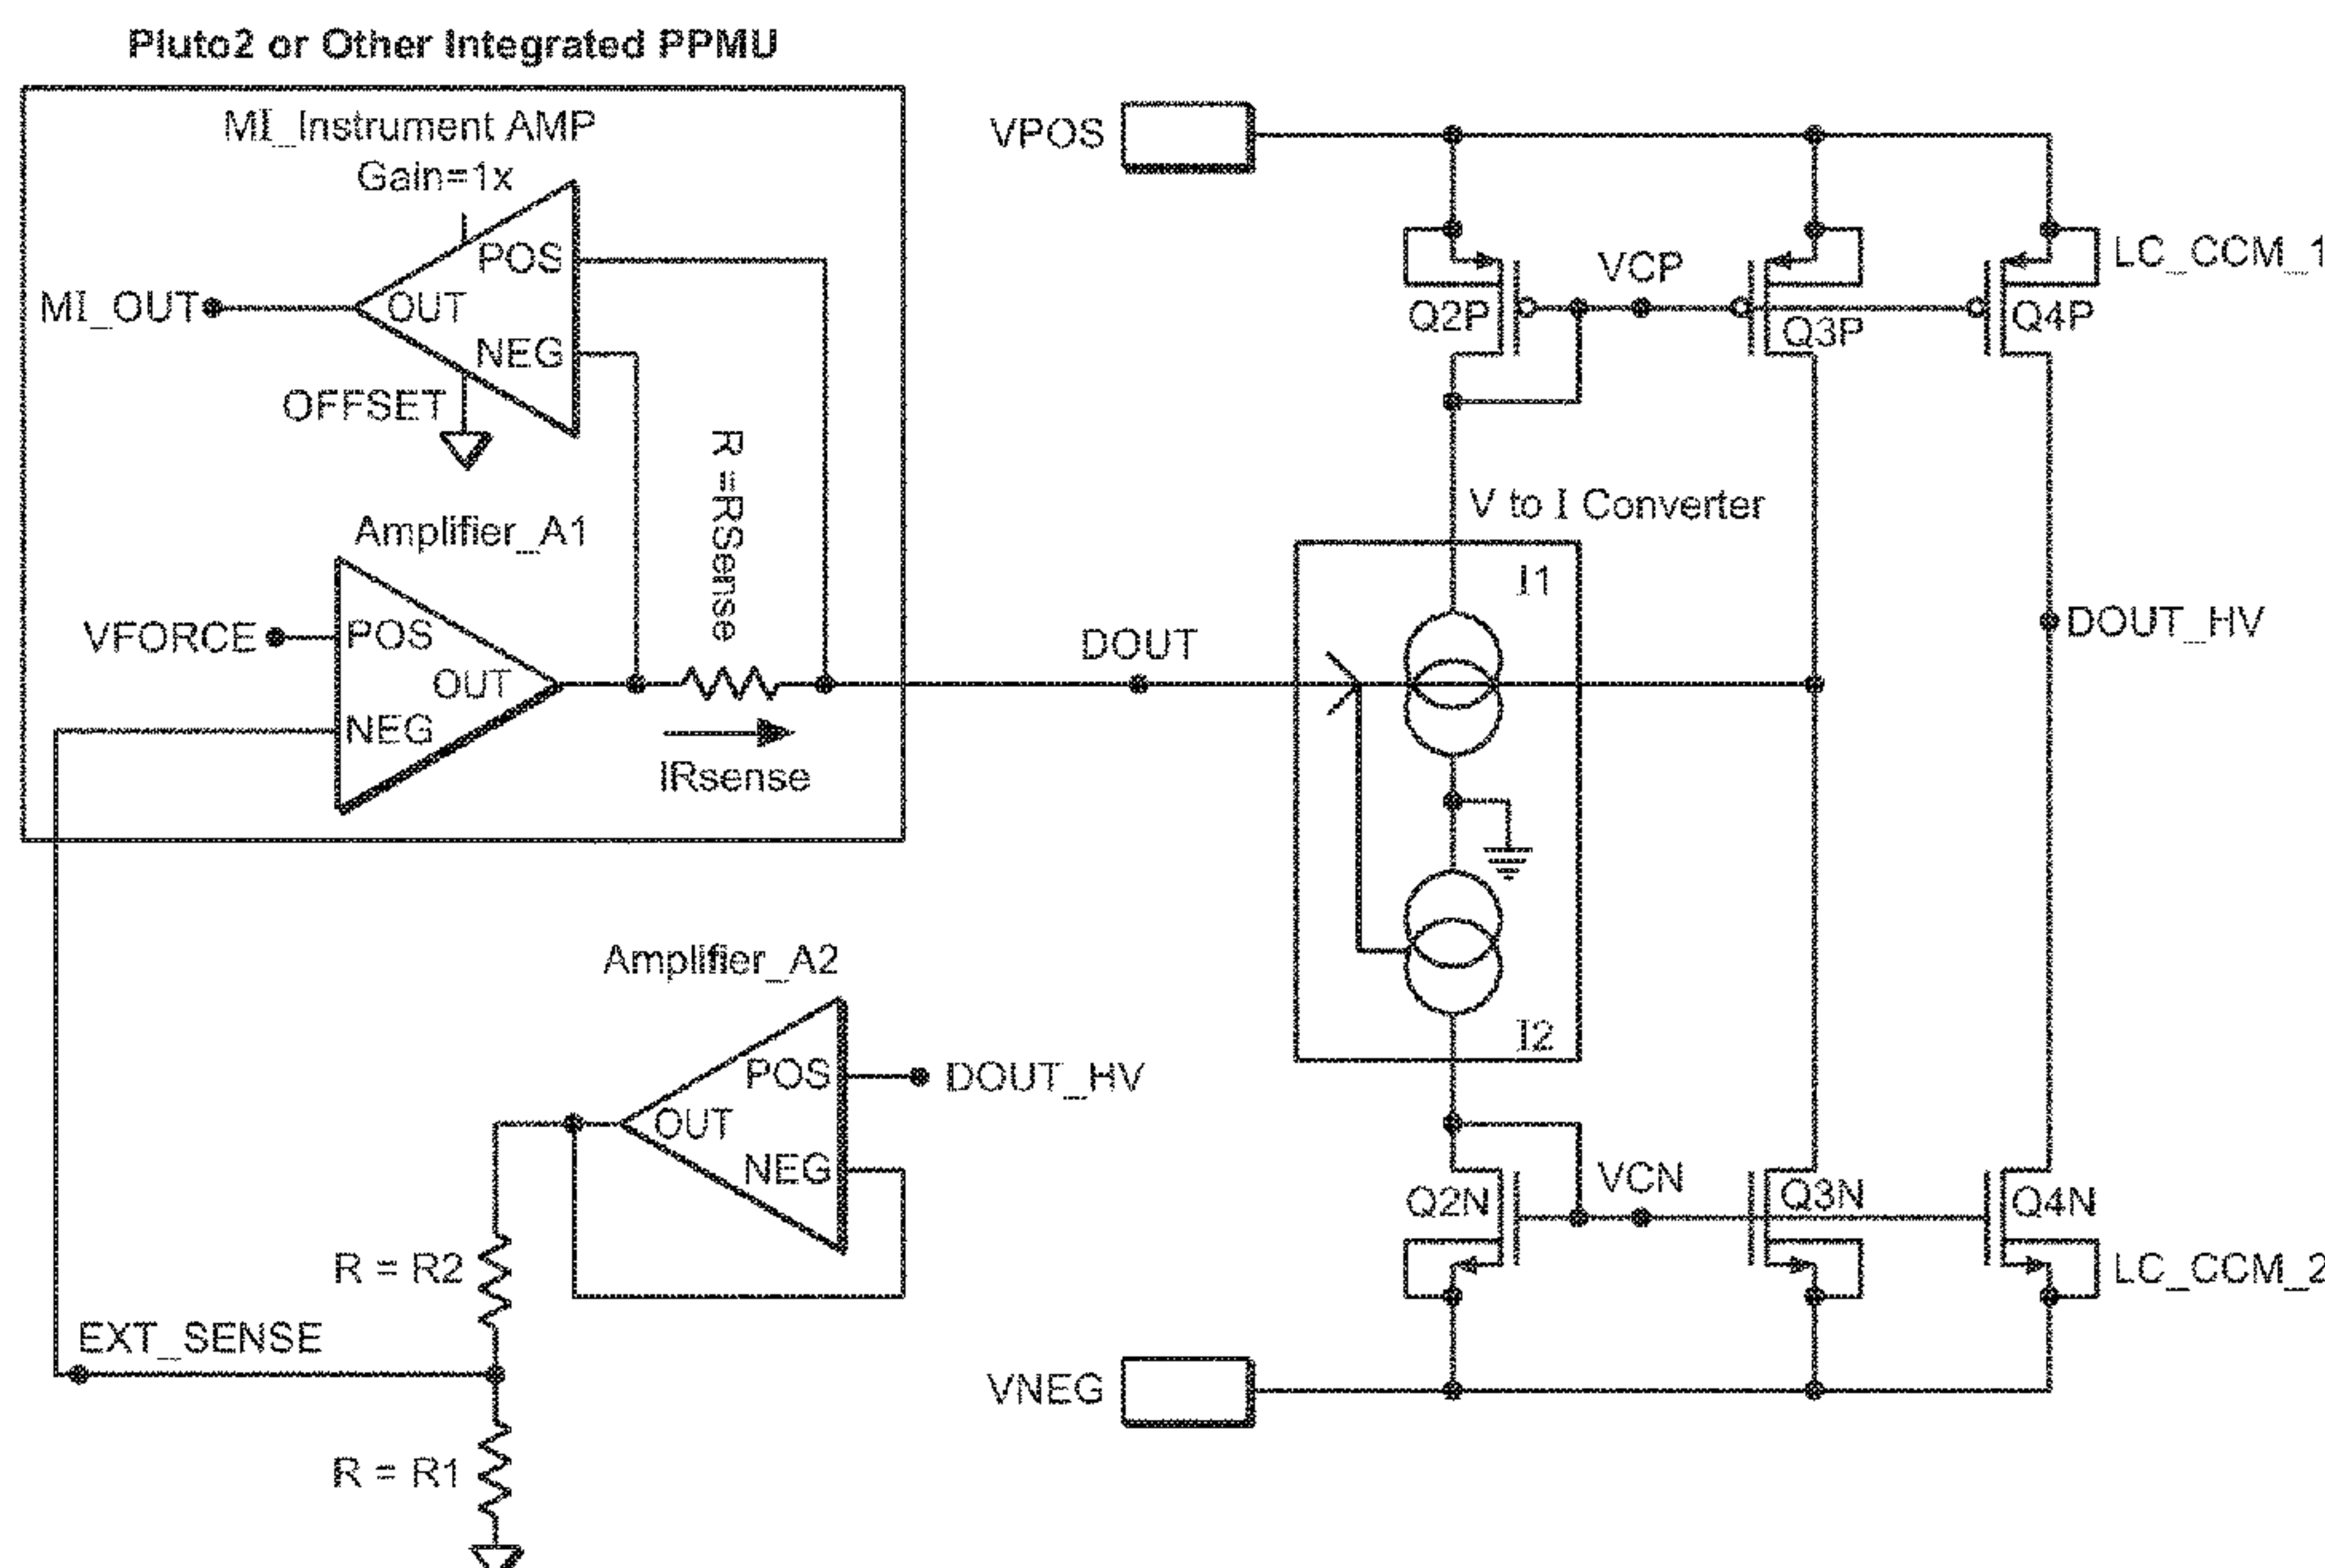 Pluto2 or Other Integrated PPMU
MI_Instrument AMP
Gain=1x
POS
MI_OUT
OUT
NEG
OFFSET
R =RSense
Amplifier_A1
VFORCE
POS
OUT
NEG
IRsense
DOUT
VPOS
VCP
LC_CCM_1
Q2P
Q3P
Q4P
V to I Converter
I1
DOUT_HV
I2
Amplifier_A2
POS
DOUT_HV
OUT
NEG
R = R2
EXT_SENSE
R = R1
VCN
Q2N
Q3N
Q4N
LC_CCM_2
VNEG